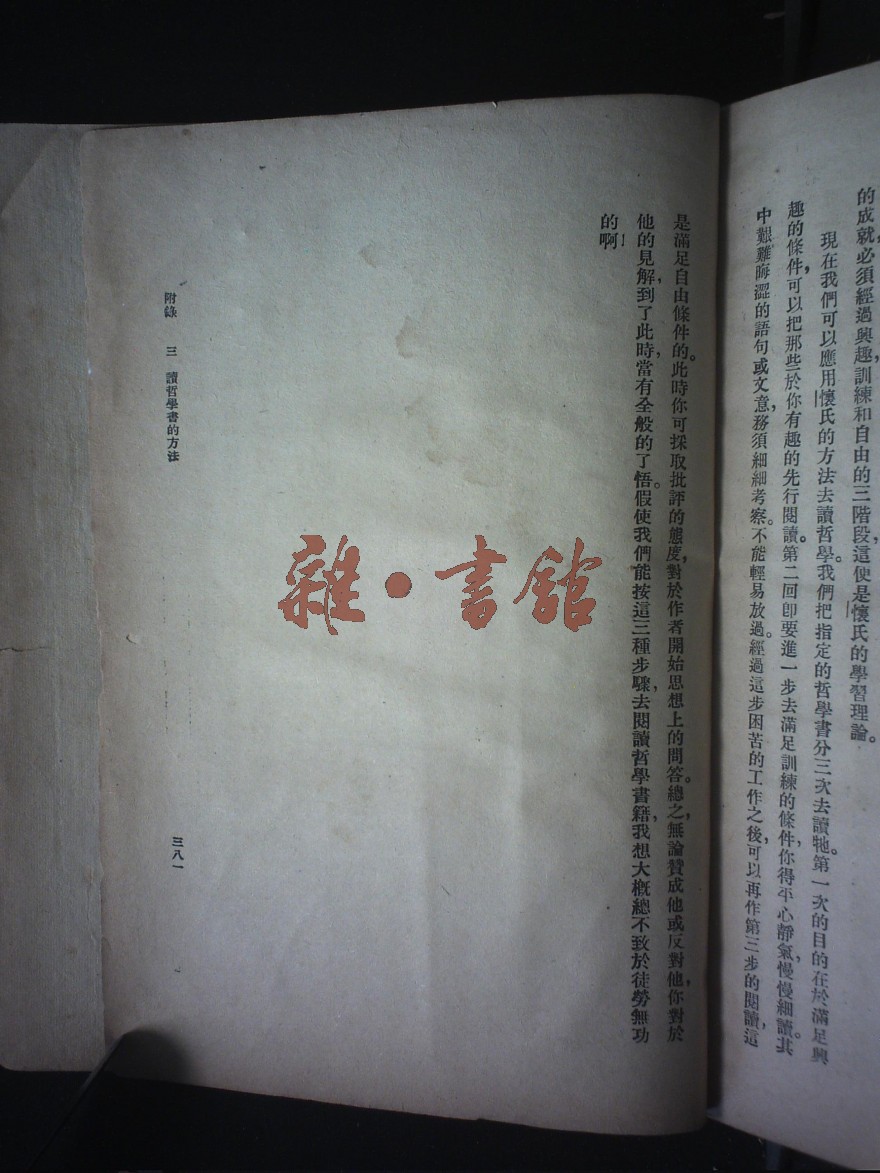 的成就，必須經過興趣，訓練和自由的三階段，這便是懷氏的學習理論。
現在我們可以應用懷氏的方法去讀哲學。我們把指定的哲學書分三次去讀牠。第一次的目的在於滿足興
趣的條件，可以把那些於你有趣的先行閱讀。第二回卽要進一步去滿足訓練的條件，你得平心靜氣，慢慢細讀。其
中艱難晦澀的語句或文意，務須細細考察。不能輕易放過。經過這步困苦的工作之後，可以再作第三步的閱讀，這
是滿足自由條件的。此時你可採取批評的態度，對於作者開始思想上的問答。總之，無論贊成他或反對他，你對於
他的見解，到了此時，當有全般的了悟。假使我們能按這三種步驟，去閱讀哲學書籍，我想大概總不致於徒勞無功
的啊！
附錄 三 讀哲學書的方法
三八一
雜·書館